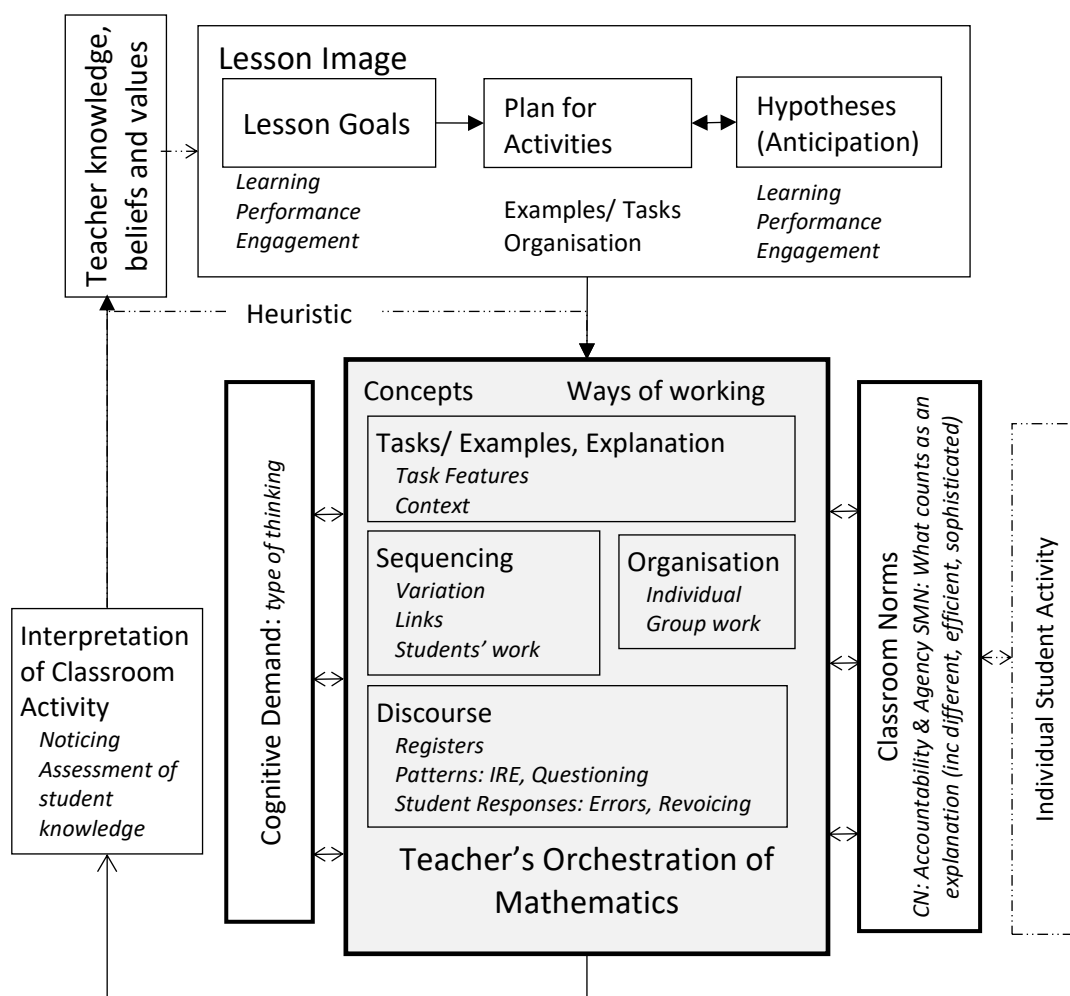 Teacher knowledge,
beliefs and values
Lesson Image
Lesson Goals
Learning
Performance
Engagement
Plan for
Activities
Examples/ Tasks
Organisation
Hypotheses
(Anticipation)
Learning
Performance
Engagement
Heuristic
Interpretation
of Classroom
Activity
Noticing
Assessment of
student
knowledge
Cognitive Demand: type of thinking
Concepts
Ways of working
Tasks/ Examples, Explanation
Task Features
Context
Sequencing
Variation
Links
Students’ work
Organisation
Individual
Group work
Discourse
Registers
Patterns: IRE, Questioning
Student Responses: Errors, Revoicing
Teacher’s Orchestration of
Mathematics
Classroom Norms
CN: Accountability & Agency SMN: What counts as an
explanation (inc different, efficient, sophisticated)
Individual Student Activity